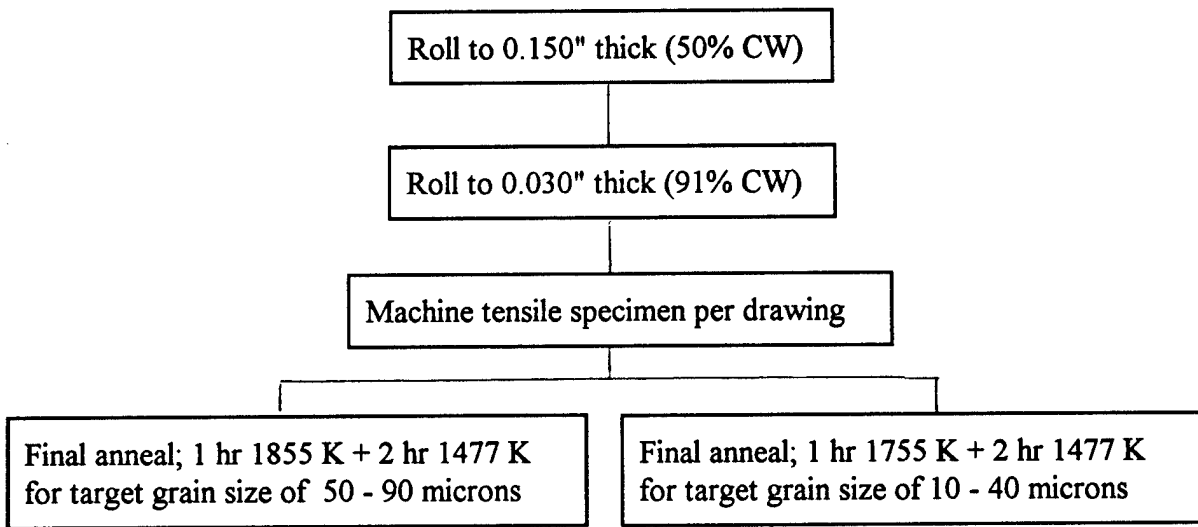 Roll to 0.150" thick (50% CW)
Roll to 0.030" thick (91% CW)
Machine tensile specimen per drawing
Final anneal; 1 hr 1855 K + 2 hr 1477 K
for target grain size of 50 - 90 microns
Final anneal; 1 hr 1755 K + 2 hr 1477 K
for target grain size of 10 - 40 microns